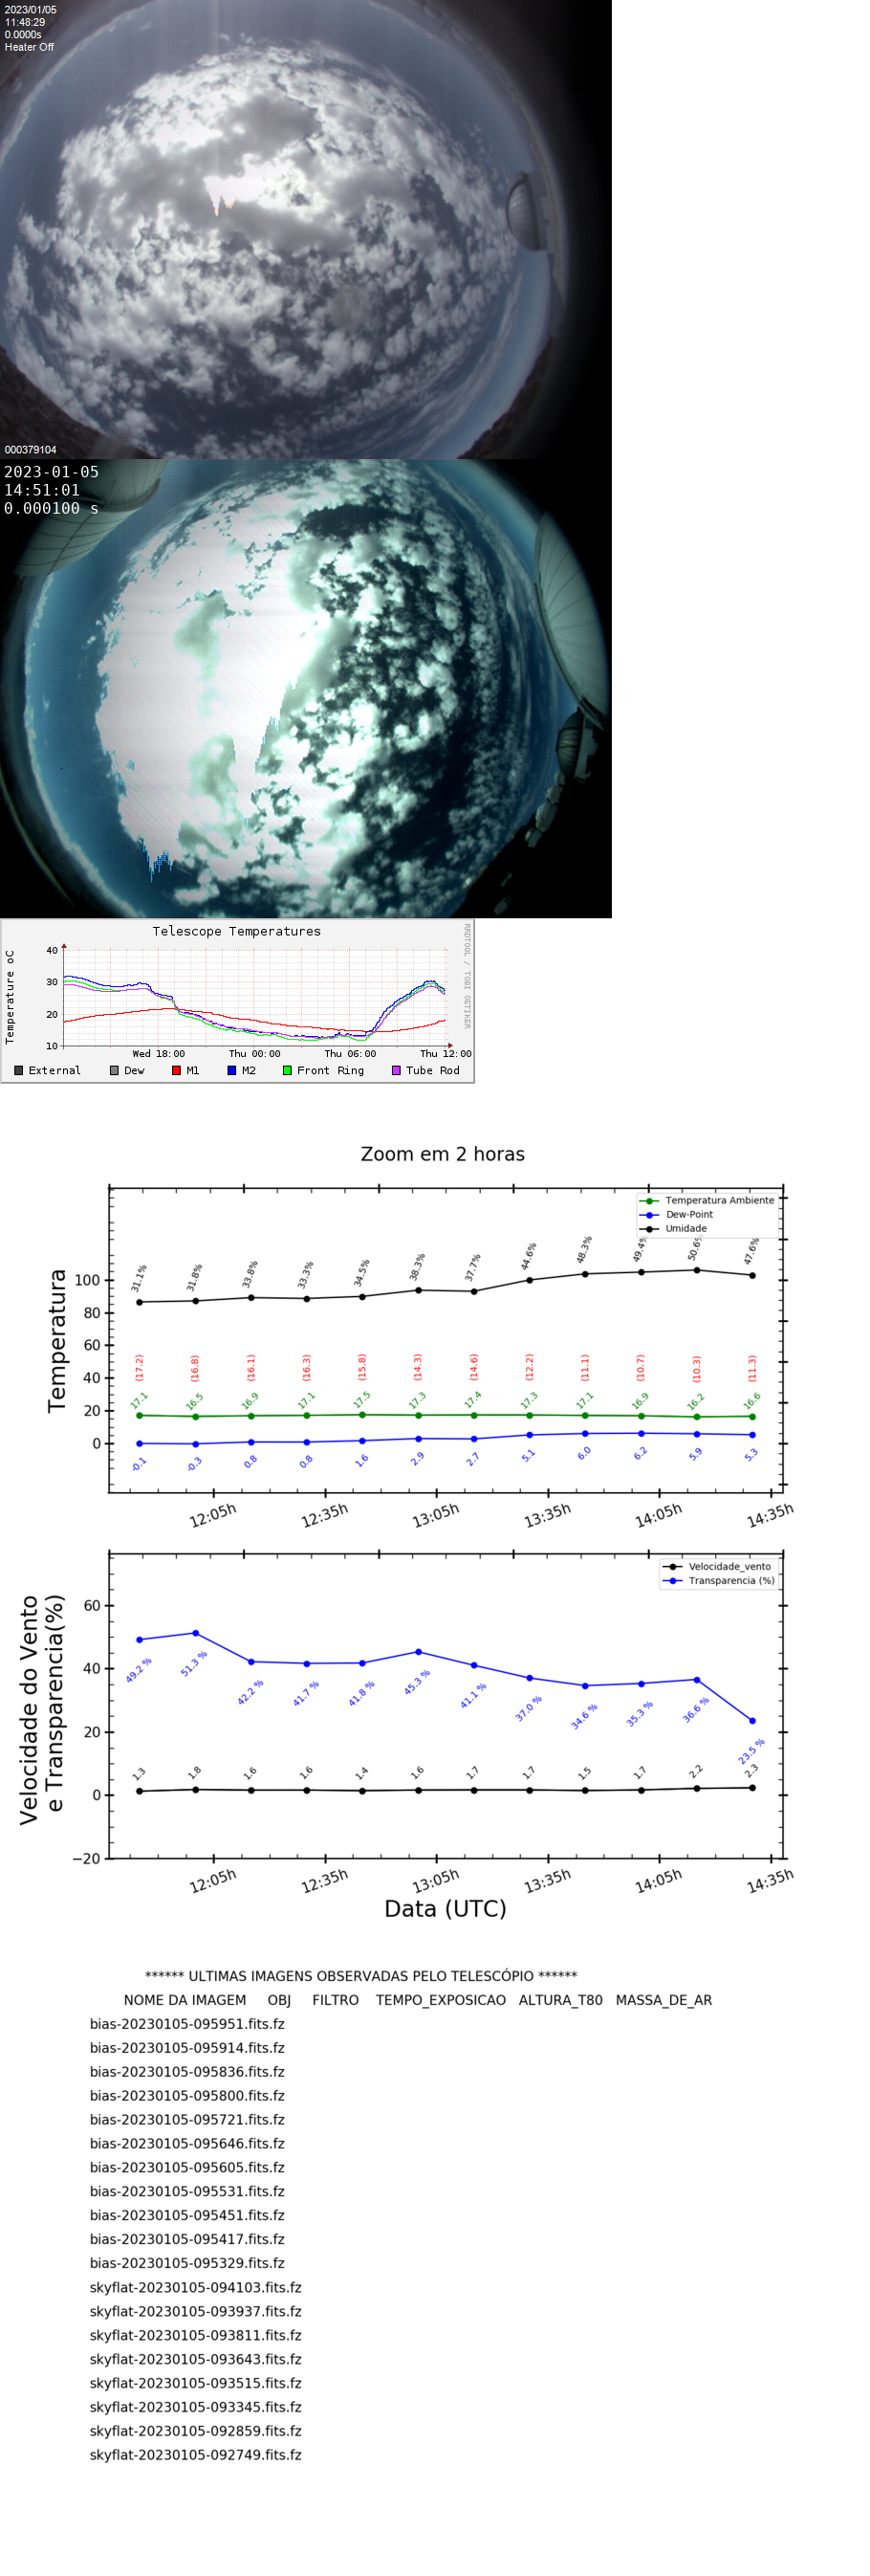 2023/01/05
11:48:29
0.0000s
Heater Off
000379104
2023-01-05
14:51:01
0.000100 s
Telescope Temperatures
Temperature oC
RRDTOOL / TOBI OETIKER
40
30
20
10
Wed 18:00 Thu 00:00 Thu 06:00 Thu 12:00
External Dew M1 M2 Front Ring Tube Rod
Zoom em 2 horas
Temperatura Ambiente
Dew-Point
Umidade
Temperatura
31.1% 31.8% 33.8% 33.3% 34.5% 38.3% 37.7% 44.6% 48.3% 49.4% 50.6% 47.6%
100
80
60
40
20
0
(17.2) (16.8) (16.1) (16.3) (15.8) (14.3) (14.6) (12.2) (11.1) (10.7) (10.3) (11.3)
17.1 16.5 16.9 17.1 17.5 17.3 17.4 17.3 17.1 16.9 16.2 16.6
-0.1 -0.3 0.8 0.8 1.6 2.9 2.7 5.1 6.0 6.2 5.9 5.3
12:05h 12:35h 13:05h 13:35h 14:05h 14:35h
Velocidade_vento
Transparencia (%)
Velocidade do Vento
e Transparencia(%)
60
40
20
0
−20
49.2 % 51.3 % 42.2 % 41.7 % 41.8 % 45.3 % 41.1 % 37.0 % 34.6 % 35.3 % 36.6 % 23.5 %
1.3 1.8 1.6 1.6 1.4 1.6 1.7 1.7 1.5 1.7 2.2 2.3
12:05h 12:35h 13:05h 13:35h 14:05h 14:35h
Data (UTC)
****** ULTIMAS IMAGENS OBSERVADAS PELO TELESCÓPIO ******
NOME DA IMAGEM OBJ FILTRO TEMPO_EXPOSICAO ALTURA_T80 MASSA_DE_AR
bias-20230105-095951.fits.fz
bias-20230105-095914.fits.fz
bias-20230105-095836.fits.fz
bias-20230105-095800.fits.fz
bias-20230105-095721.fits.fz
bias-20230105-095646.fits.fz
bias-20230105-095605.fits.fz
bias-20230105-095531.fits.fz
bias-20230105-095451.fits.fz
bias-20230105-095417.fits.fz
bias-20230105-095329.fits.fz
skyflat-20230105-094103.fits.fz
skyflat-20230105-093937.fits.fz
skyflat-20230105-093811.fits.fz
skyflat-20230105-093643.fits.fz
skyflat-20230105-093515.fits.fz
skyflat-20230105-093345.fits.fz
skyflat-20230105-092859.fits.fz
skyflat-20230105-092749.fits.fz